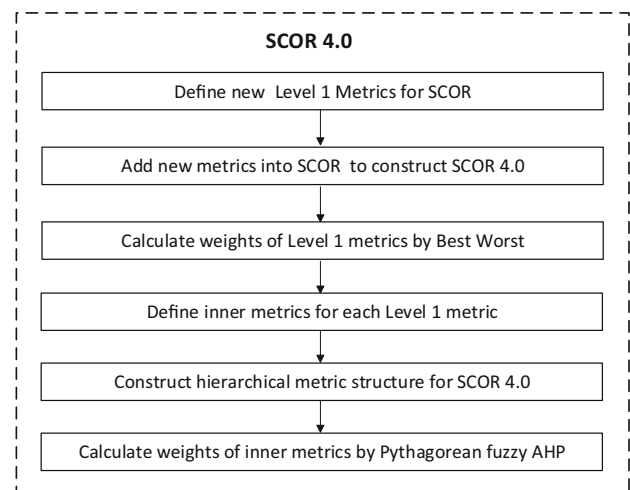 SCOR 4.0
Define new Level 1 Metrics for SCOR
Add new metrics into SCOR to construct SCOR 4.0
Calculate weights of Level 1 metrics by Best Worst
Define inner metrics for each Level 1 metric
Construct hierarchical metric structure for SCOR 4.0
Calculate weights of inner metrics by Pythagorean fuzzy AHP